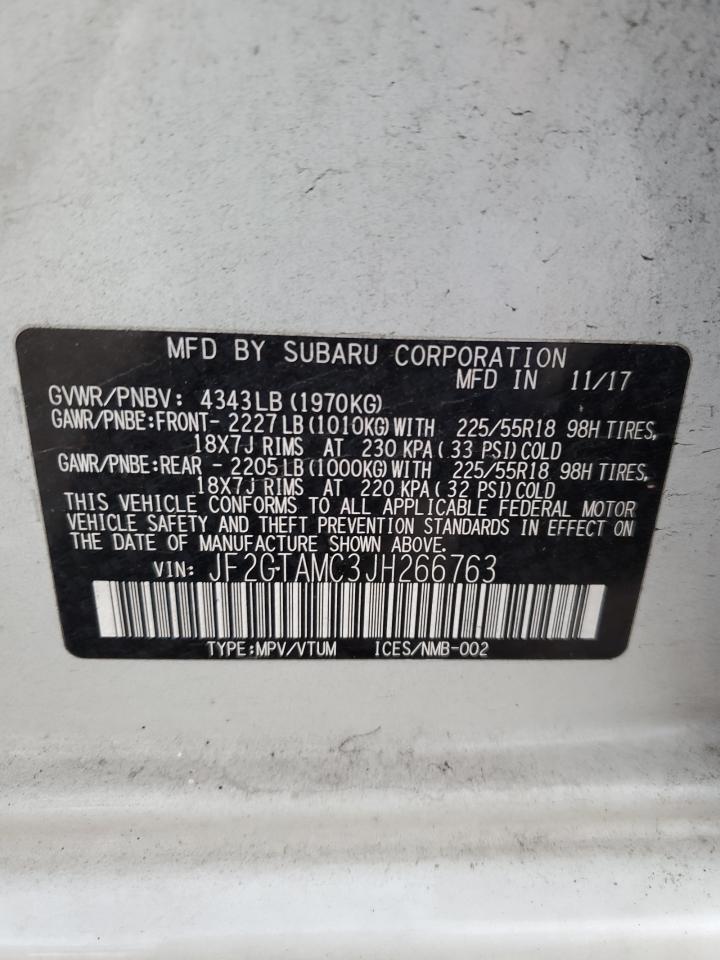 MFD BY SUBARU CORPORATION
MFD IN 11/17
GVWR/PNBV: 4343LB (1970KG)
GAWR/PNBE:FRONT- 2227LB (1010KG) WITH 225/55R18 98H TIRES,
18X7J RIMS AT 230 KPA ( 33 PSI) COLD
GAWR/PNBE:REAR - 2205LB (1000KG) WITH 225/55R18 98H TIRES,
18X7J RIMS AT 220 KPA ( 32 PSI) COLD
THIS VEHICLE CONFORMS TO ALL APPLICABLE FEDERAL MOTOR
VEHICLE SAFETY AND THEFT PREVENTION STANDARDS IN EFFECT ON
THE DATE OF MANUFACTURE SHOWN ABOVE.
VIN: JF2GTAMC3JH266763
TYPE:MPV/VTUM ICES/NMB-002